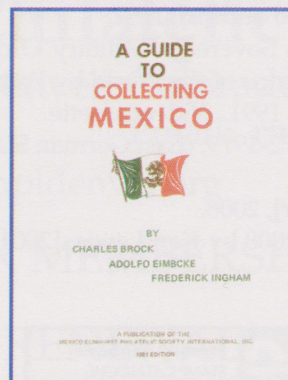 A GUIDE
TO
COLLECTING
MEXICO
BY
CHARLES BROCK
ADOLFO EIMBCKE
FREDERICK INGHAM
A PUBLICATION OF THE
MEXICO ELMHURST PHILATELIC SOCIETY INTERNATIONAL, INC.
EDITION